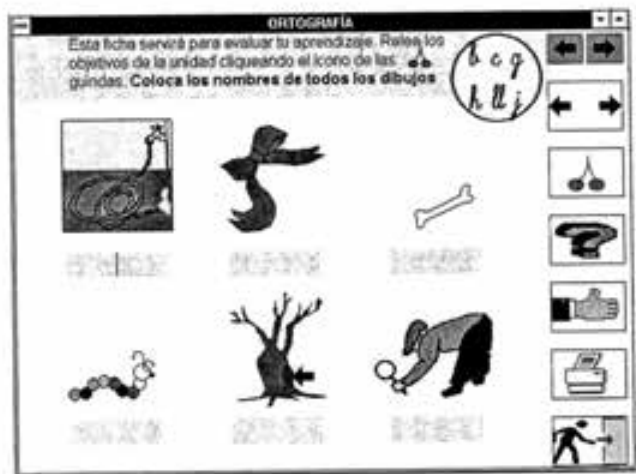 ORTOGRAFÍA
Esta ficha servirá para evaluar tu aprendizaje. Relee los
objetivos de la unidad cliqueando el icono de las
guindas. Coloca los nombres de todos los dibujos
b c g
h ll j